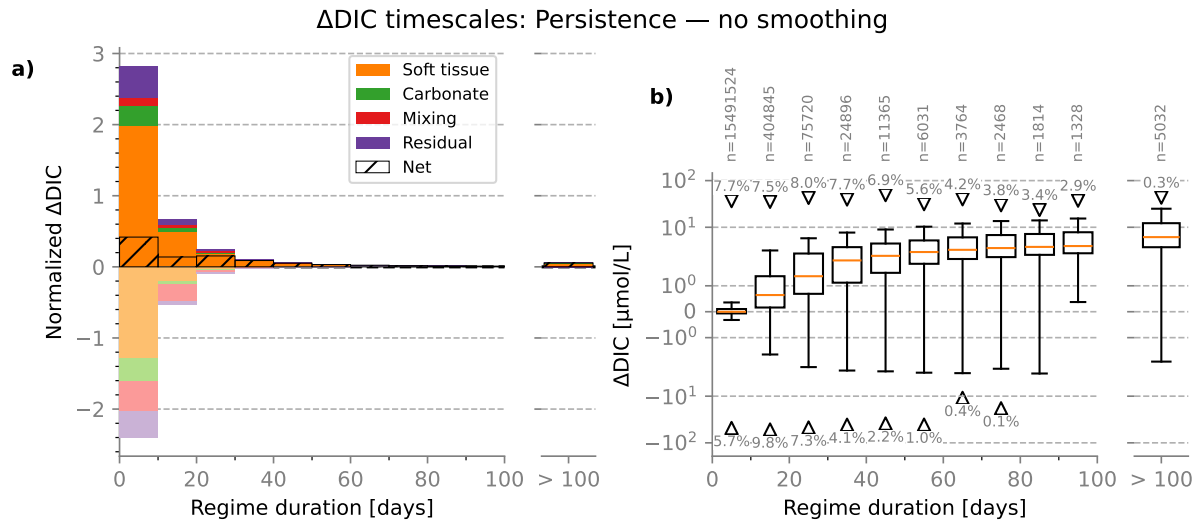 ΔDIC timescales: Persistence — no smoothing
a)
3
2
1
0
−1
−2
Normalized ΔDIC
Soft tissue
Carbonate
Mixing
Residual
Net
0
20
40
60
80
100
> 100
Regime duration [days]
b)
n=15491524
n=404845
n=75720
n=24896
n=11365
n=6031
n=3764
n=2468
n=1814
n=1328
n=5032
7.7%
7.5%
8.0%
7.7%
6.9%
5.6%
4.2%
3.8%
3.4%
2.9%
0.3%
10²
10¹
10⁰
0
−10⁰
−10¹
−10²
ΔDIC [μmol/L]
5.7%
9.8%
7.3%
4.1%
2.2%
1.0%
0.4%
0.1%
0
20
40
60
80
100
> 100
Regime duration [days]